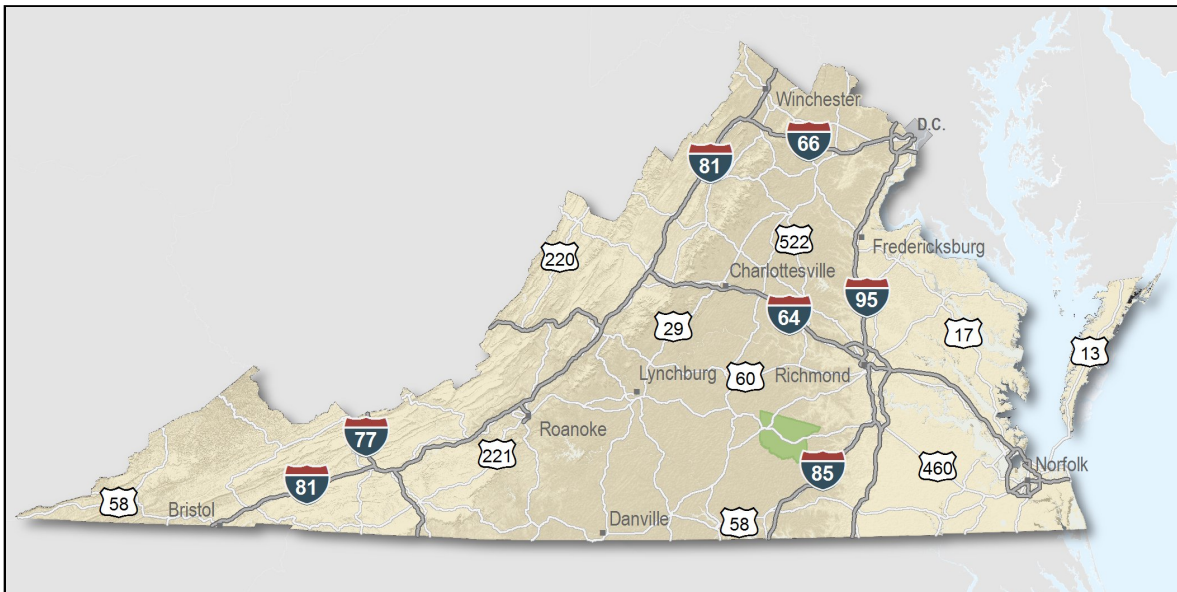 Winchester
D.C.
66
81
522
Fredericksburg
220
Charlottesville
95
64
29
17
13
Lynchburg
60
Richmond
77
Roanoke
221
85
460
Norfolk
81
58
Bristol
Danville
58